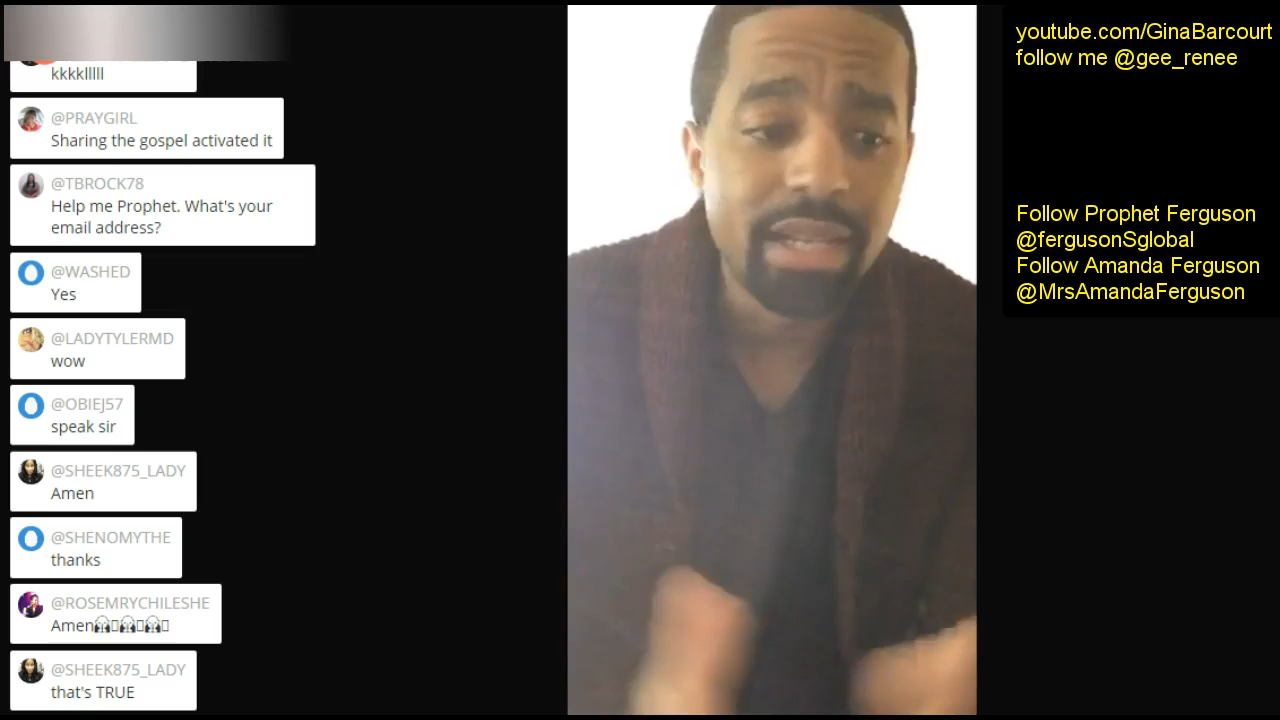 kkkklllll
@PRAYGIRL
Sharing the gospel activated it
@TBROCK78
Help me Prophet. What's your
email address?
@WASHED
Yes
@LADYTYLERMD
wow
@OBIEJ57
speak sir
@SHEEK875_LADY
Amen
@SHENOMYTHE
thanks
@ROSEMRYCHILESHE
Amen
@SHEEK875_LADY
that's TRUE
youtube.com/GinaBarcourt
follow me @gee_renee
Follow Prophet Ferguson
@fergusonSglobal
Follow Amanda Ferguson
@MrsAmandaFerguson